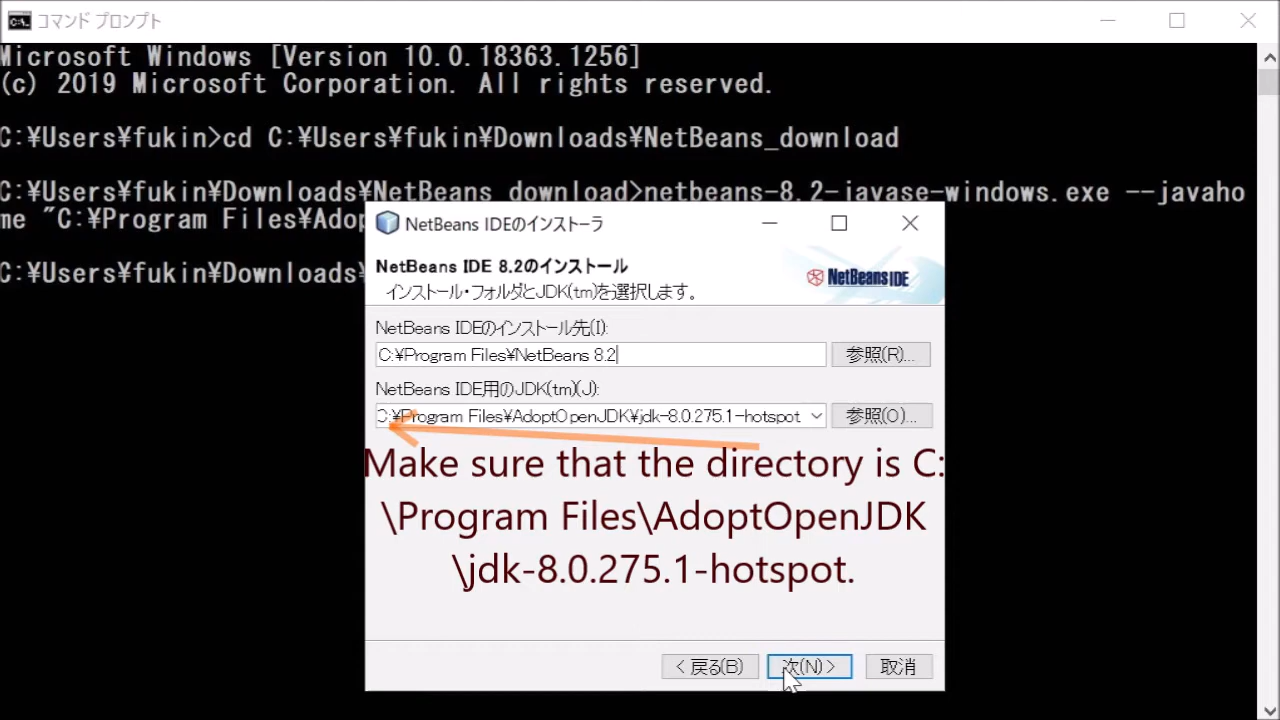 コマンド プロンプト
Microsoft Windows [Version 10.0.18363.1256]
(c) 2019 Microsoft Corporation. All rights reserved.
C:¥Users¥fukin>cd C:¥Users¥fukin¥Downloads¥NetBeans_download
C:¥Users¥fukin¥Downloads¥NetBeans_download>netbeans-8.2-javase-windows.exe --javaho
me "C:¥Program Files¥Adop
C:¥Users¥fukin¥Downloads¥
NetBeans IDEのインストーラ
NetBeans IDE 8.2のインストール
インストール・フォルダとJDK(tm)を選択します。
NetBeans IDE
NetBeans IDEのインストール先(I):
C:¥Program Files¥NetBeans 8.2
参照(R)...
NetBeans IDE用のJDK(tm)(J):
C:¥Program Files¥AdoptOpenJDK¥jdk-8.0.275.1-hotspot
参照(O)...
Make sure that the directory is C:
\Program Files\AdoptOpenJDK
\jdk-8.0.275.1-hotspot.
< 戻る(B)
次(N) >
取消